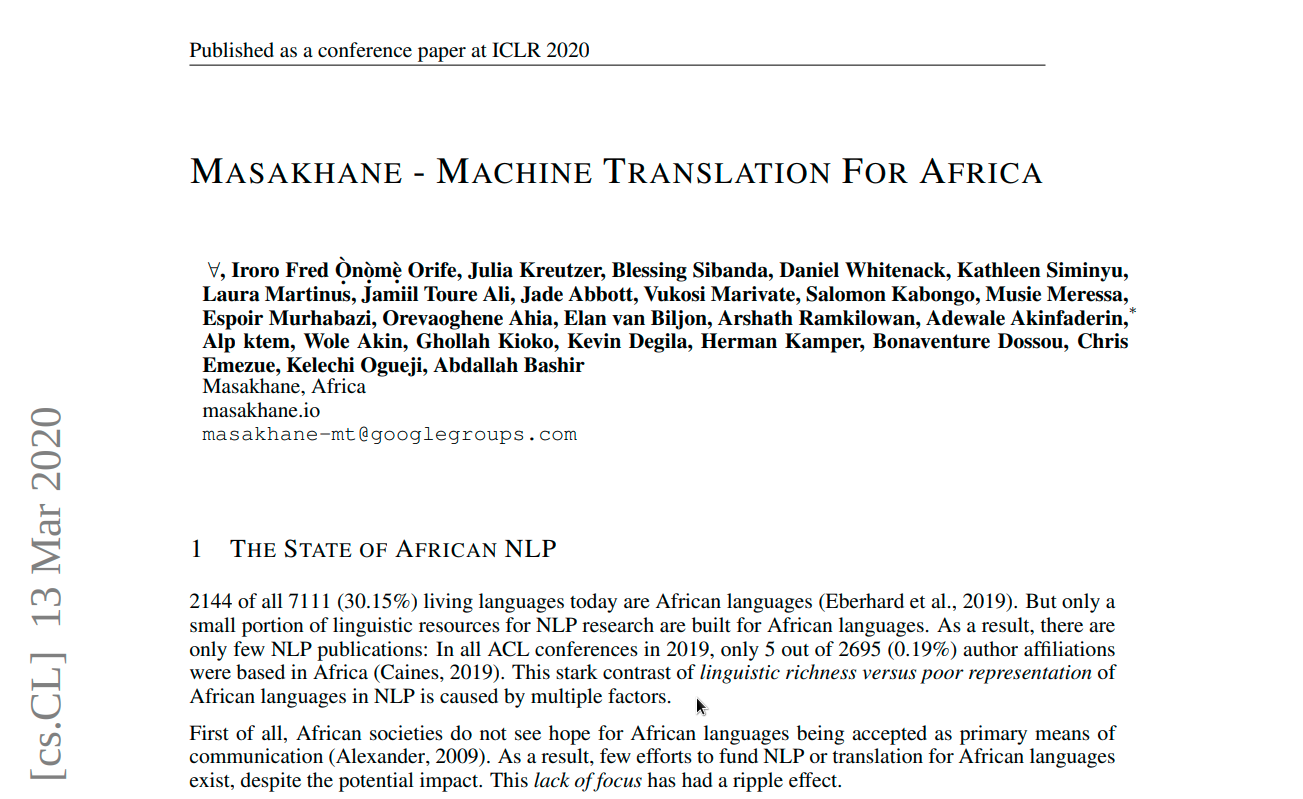 Published as a conference paper at ICLR 2020
MASAKHANE - MACHINE TRANSLATION FOR AFRICA
∀, Iroro Fred Ọ̀nọ̀mẹ̀ Orife, Julia Kreutzer, Blessing Sibanda, Daniel Whitenack, Kathleen Siminyu,
Laura Martinus, Jamiil Toure Ali, Jade Abbott, Vukosi Marivate, Salomon Kabongo, Musie Meressa,
Espoir Murhabazi, Orevaoghene Ahia, Elan van Biljon, Arshath Ramkilowan, Adewale Akinfaderin,*
Alp ktem, Wole Akin, Ghollah Kioko, Kevin Degila, Herman Kamper, Bonaventure Dossou, Chris
Emezue, Kelechi Ogueji, Abdallah Bashir
Masakhane, Africa
masakhane.io
masakhane-mt@googlegroups.com
1 THE STATE OF AFRICAN NLP
2144 of all 7111 (30.15%) living languages today are African languages (Eberhard et al., 2019). But only a
small portion of linguistic resources for NLP research are built for African languages. As a result, there are
only few NLP publications: In all ACL conferences in 2019, only 5 out of 2695 (0.19%) author affiliations
were based in Africa (Caines, 2019). This stark contrast of linguistic richness versus poor representation of
African languages in NLP is caused by multiple factors.
First of all, African societies do not see hope for African languages being accepted as primary means of
communication (Alexander, 2009). As a result, few efforts to fund NLP or translation for African languages
exist, despite the potential impact. This lack of focus has had a ripple effect.
[cs.CL] 13 Mar 2020